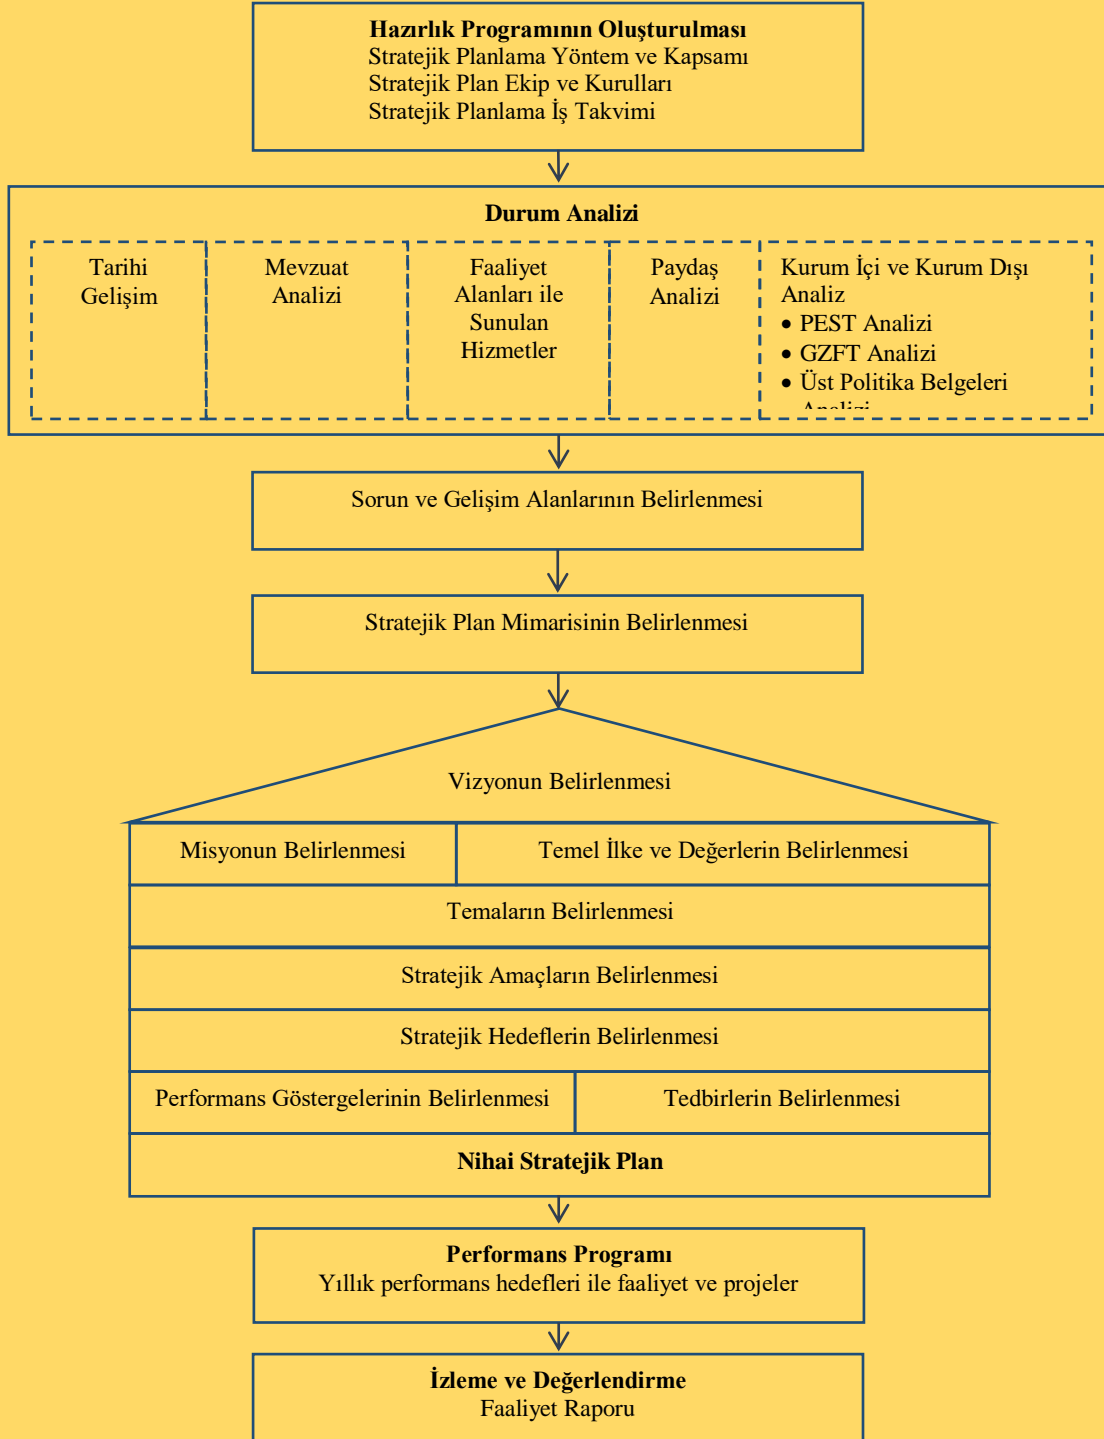 Hazırlık Programının Oluşturulması
Stratejik Planlama Yöntem ve Kapsamı
Stratejik Plan Ekip ve Kurulları
Stratejik Planlama İş Takvimi
Durum Analizi
Tarihi
Gelişim
Mevzuat
Analizi
Faaliyet
Alanları ile
Sunulan
Hizmetler
Paydaş
Analizi
Kurum İçi ve Kurum Dışı
Analiz
• PEST Analizi
• GZFT Analizi
• Üst Politika Belgeleri
Analizi
Sorun ve Gelişim Alanlarının Belirlenmesi
Stratejik Plan Mimarisinin Belirlenmesi
Vizyonun Belirlenmesi
Misyonun Belirlenmesi
Temel İlke ve Değerlerin Belirlenmesi
Temaların Belirlenmesi
Stratejik Amaçların Belirlenmesi
Stratejik Hedeflerin Belirlenmesi
Performans Göstergelerinin Belirlenmesi
Tedbirlerin Belirlenmesi
Nihai Stratejik Plan
Performans Programı
Yıllık performans hedefleri ile faaliyet ve projeler
İzleme ve Değerlendirme
Faaliyet Raporu